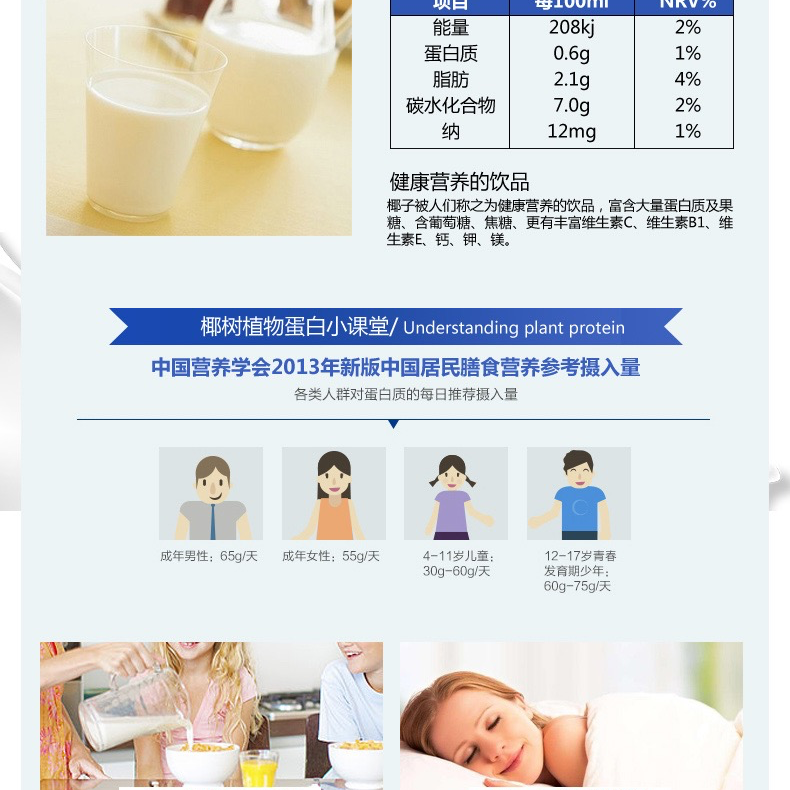 项目 每100ml NRV%
能量 208kj 2%
蛋白质 0.6g 1%
脂肪 2.1g 4%
碳水化合物 7.0g 2%
纳 12mg 1%
健康营养的饮品
椰子被人们称之为健康营养的饮品，富含大量蛋白质及果
糖、含葡萄糖、焦糖、更有丰富维生素C、维生素B1、维
生素E、钙、钾、镁。
椰树植物蛋白小课堂/ Understanding plant protein
中国营养学会2013年新版中国居民膳食营养参考摄入量
各类人群对蛋白质的每日推荐摄入量
成年男性；65g/天
成年女性；55g/天
4-11岁儿童；
30g-60g/天
12-17岁青春
发育期少年；
60g-75g/天